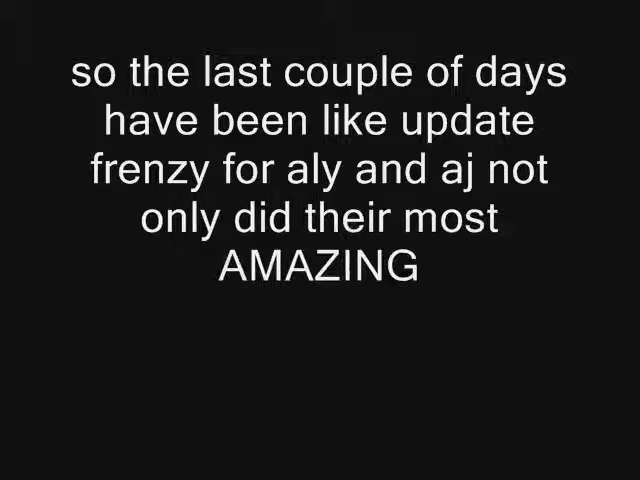 so the last couple of days
have been like update
frenzy for aly and aj not
only did their most
AMAZING